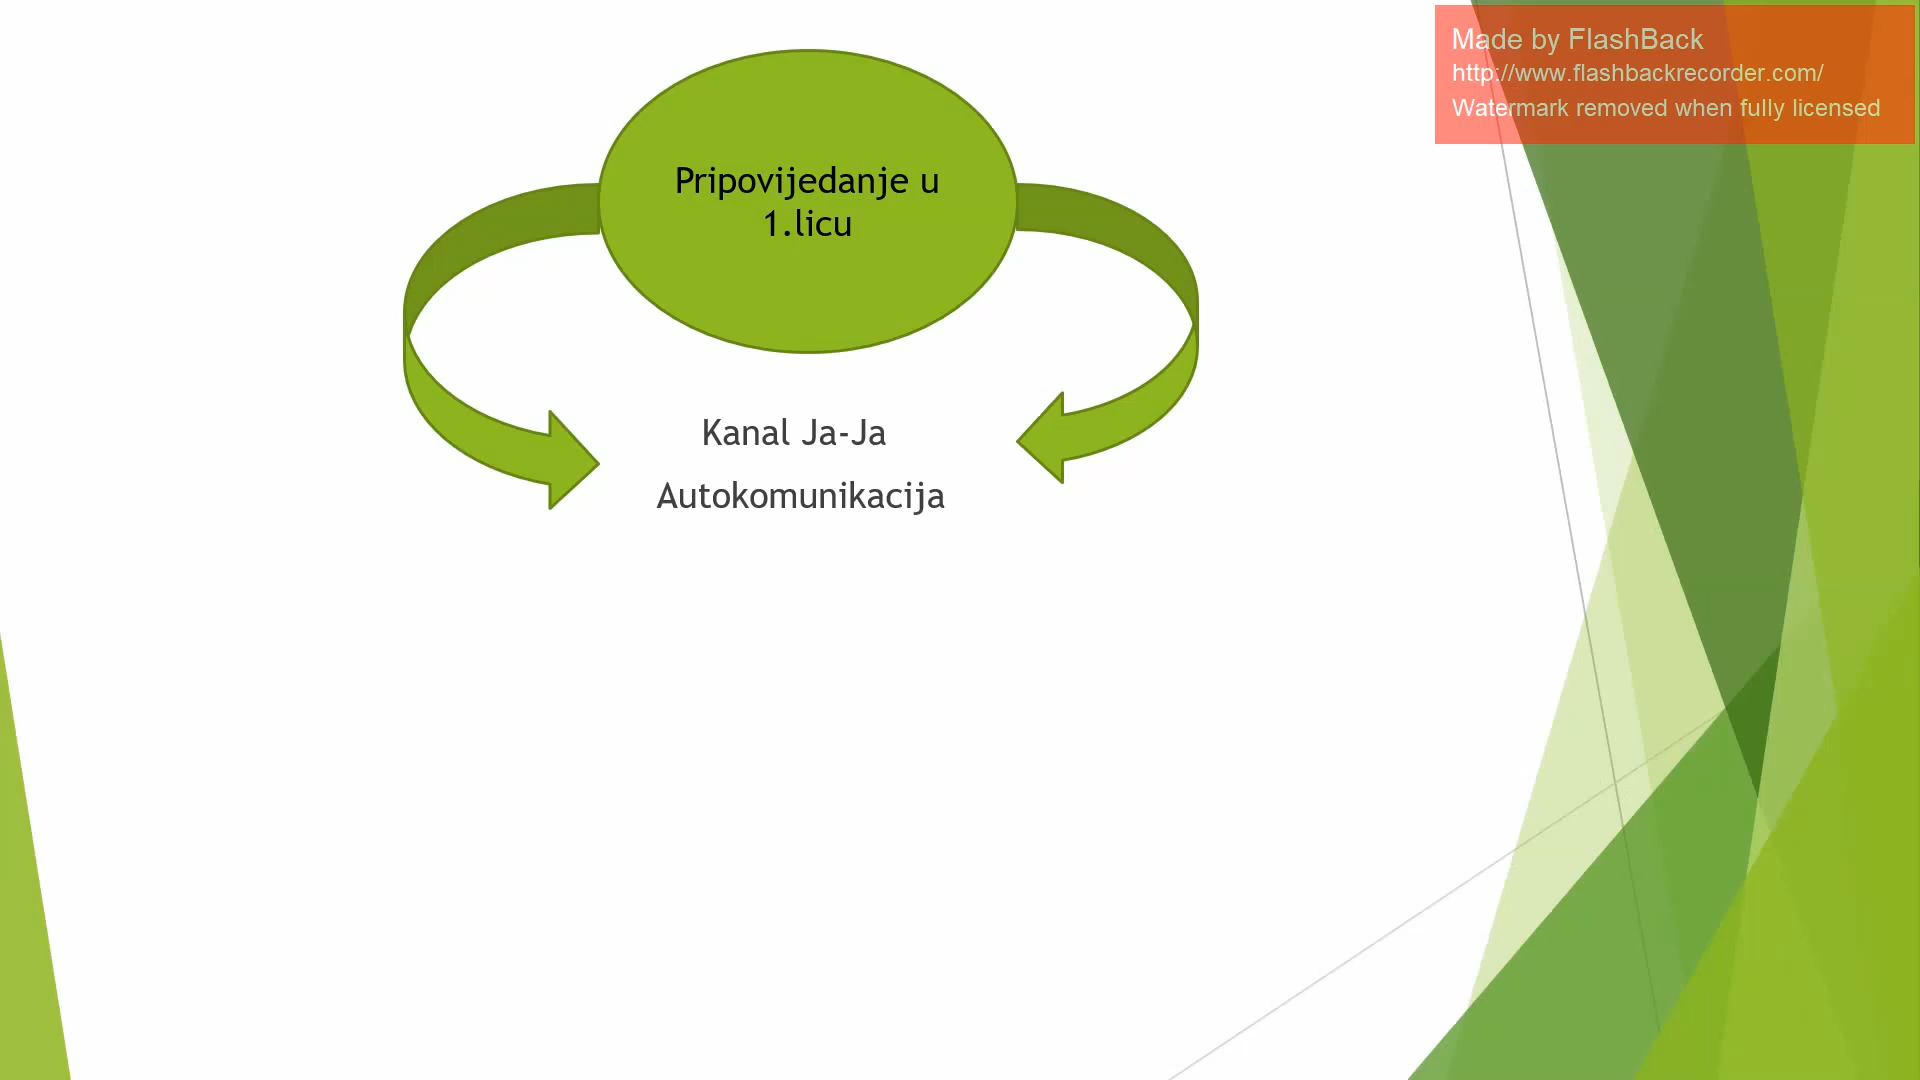 Made by FlashBack
http://www.flashbackrecorder.com/
Watermark removed when fully licensed
Pripovijedanje u
1.licu
Kanal Ja-Ja
Autokomunikacija